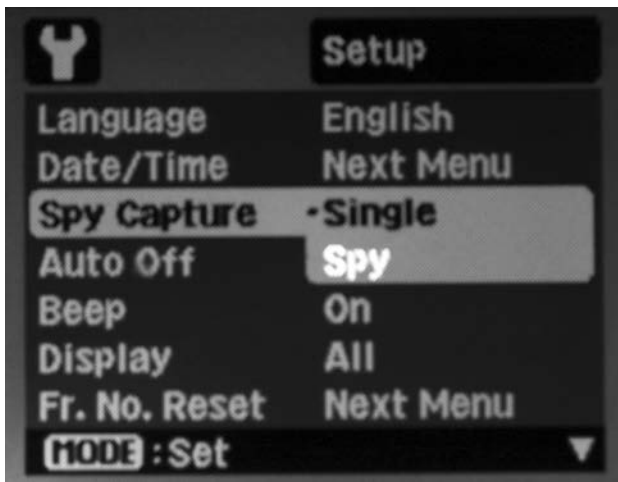 Setup
Language English
Date/Time Next Menu
Spy Capture ·Single
Auto Off Spy
Beep On
Display All
Fr. No. Reset Next Menu
MODE :Set